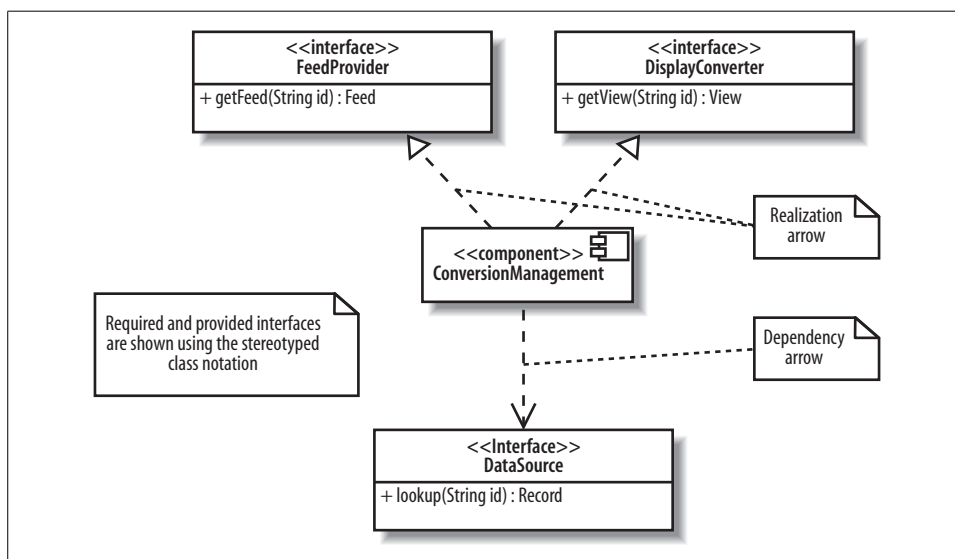 <<interface>>
FeedProvider
+ getFeed(String id) : Feed
<<interface>>
DisplayConverter
+ getView(String id) : View
Realization
arrow
<<component>>
ConversionManagement
Required and provided interfaces
are shown using the stereotyped
class notation
Dependency
arrow
<<Interface>>
DataSource
+ lookup(String id) : Record